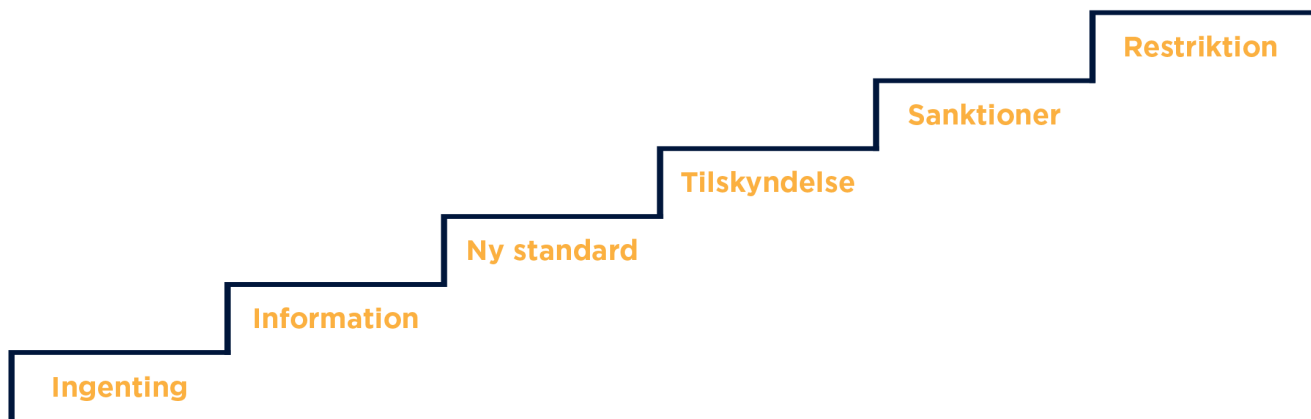 Restriktion
Sanktioner
Tilskyndelse
Ny standard
Information
Ingenting